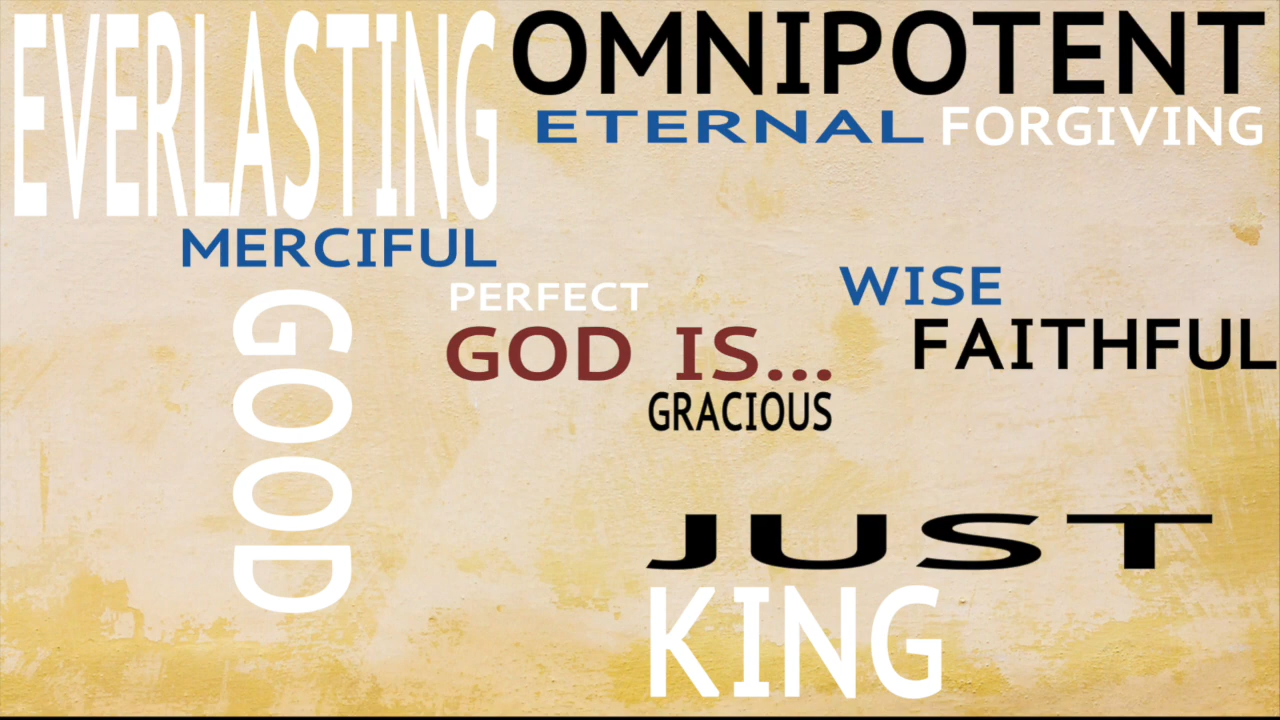 EVERLASTING
OMNIPOTENT
ETERNAL
FORGIVING
MERCIFUL
PERFECT
WISE
GOD IS...
FAITHFUL
GRACIOUS
GOOD
JUST
KING